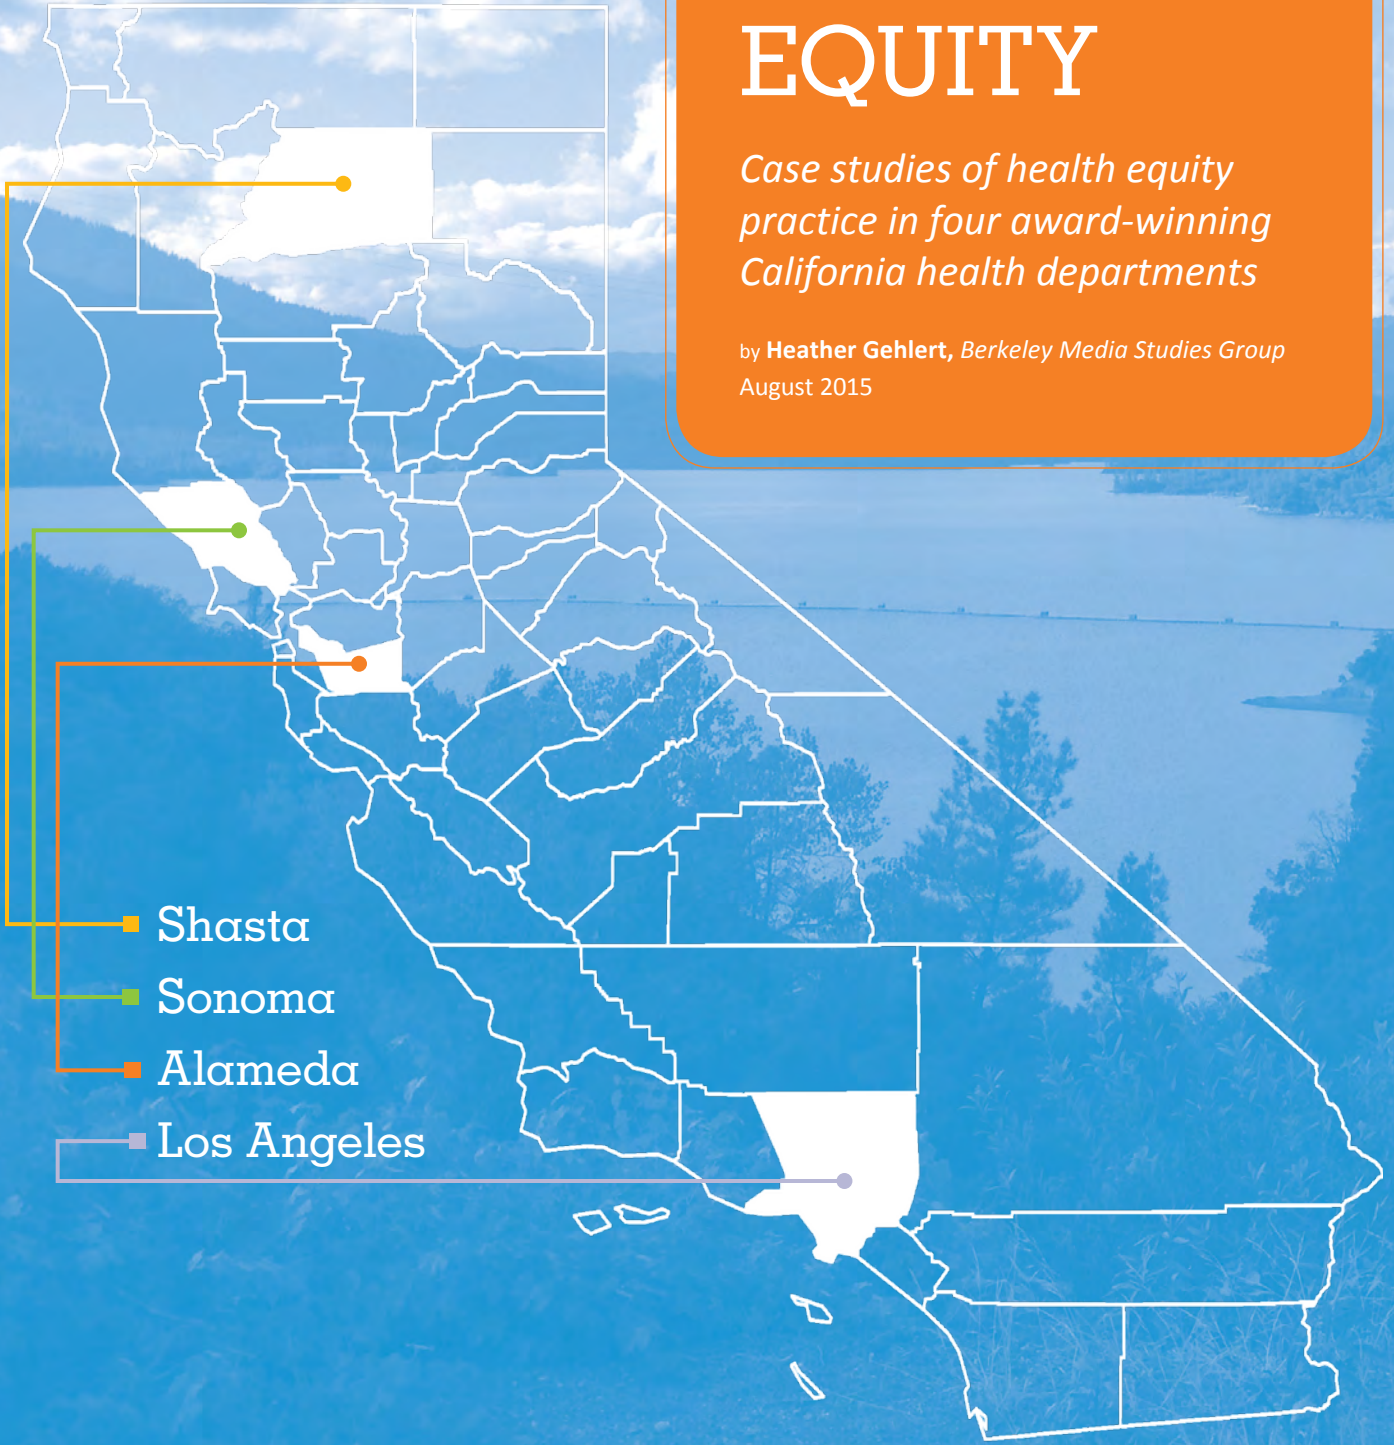 EQUITY
Case studies of health equity
practice in four award-winning
California health departments
by Heather Gehlert, Berkeley Media Studies Group
August 2015
Shasta
Sonoma
Alameda
Los Angeles